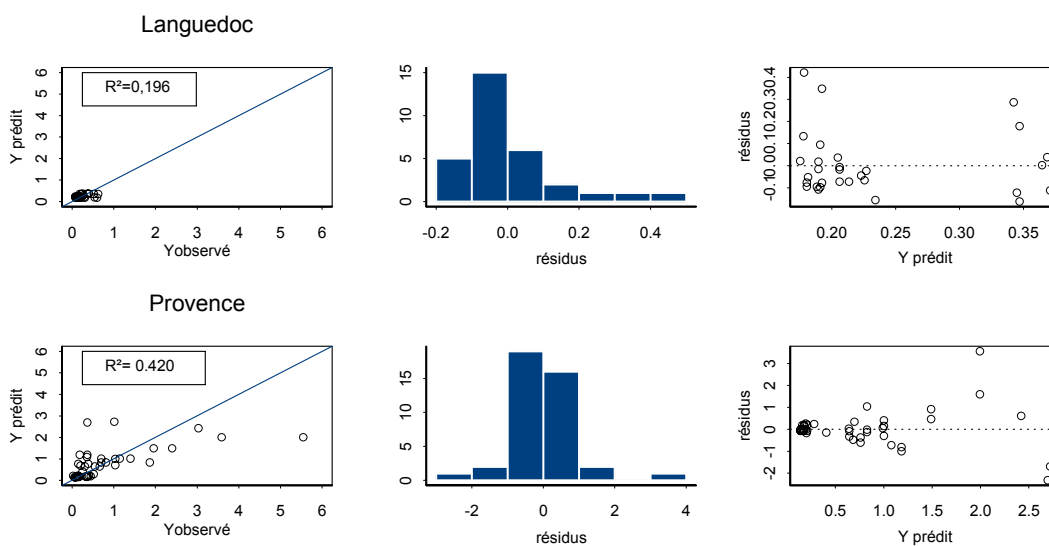 Languedoc
R²=0,196
Y prédit
0 1 2 3 4 5 6
0 1 2 3 4 5 6
Yobservé
0 5 10 15
-0.2 0.0 0.2 0.4
résidus
résidus
-0.10.00.10.20.30.4
0.20 0.25 0.30 0.35
Y prédit
Provence
R²= 0.420
Y prédit
0 1 2 3 4 5 6
0 1 2 3 4 5 6
Yobservé
0 5 10 15
-2 0 2 4
résidus
résidus
-2 -1 0 1 2 3
0.5 1.0 1.5 2.0 2.5
Y prédit